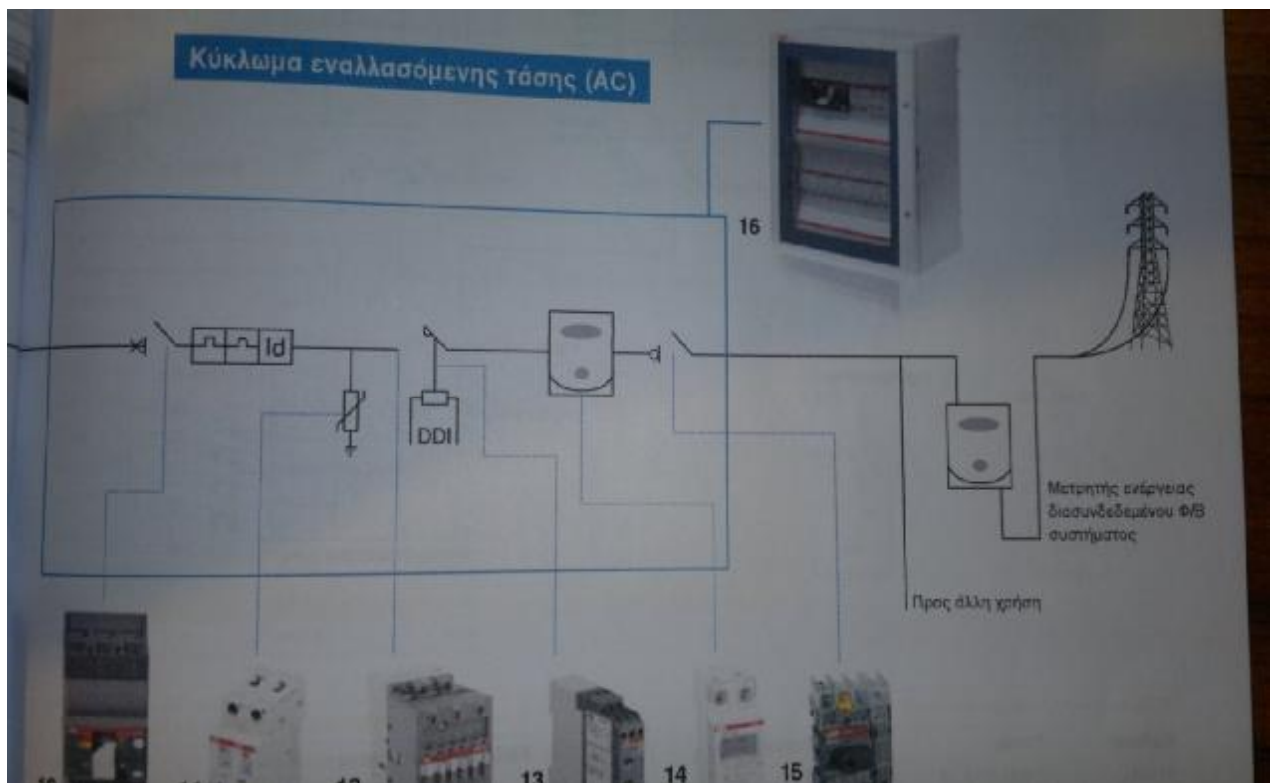 Κύκλωμα εναλλασόμενης τάσης (AC)
16
Id
DDI
Μετρητής ενέργειας
διασυνδεδεμένου Φ/Β
συστήματος
Προς άλλη χρήση
13
14
15